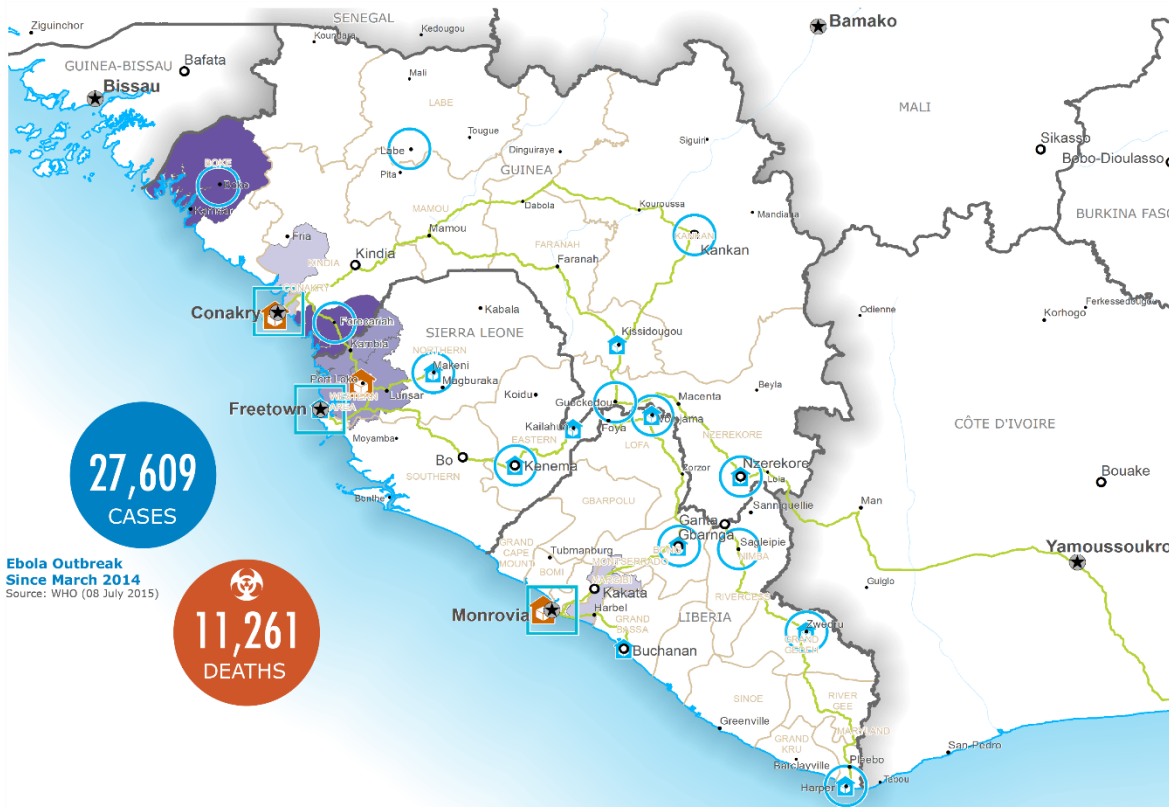 SENEGAL
Ziguinchor
Koundara
Kedougou
Bamako
GUINEA-BISSAU
Bafata
Bissau
Mali
LABE
MALI
Tougue
Siguiri
Sikasso
Labe
Dinguiraye
Bobo-Dioulasso
BOKE
Pita
GUINEA
Boke
Kamsar
MAMOU
Dabola
Kouroussa
Mandiana
BURKINA FASO
Fria
Mamou
KANKAN
Kankan
KINDIA
Kindia
FARANAH
Faranah
CONAKRY
Conakry
Forecariah
Kabala
Odienne
Ferkessedougou
Korhogo
SIERRA LEONE
Kambia
Kissidougou
NORTHERN
Makeni
Port Loko
Magburaka
Lunsar
WESTERN
AREA
Koidu
Beyla
Freetown
Gueckedou
Macenta
Voinjama
Kailahun
Foya
CÔTE D'IVOIRE
Moyamba
EASTERN
LOFA
NZEREKORE
27,609
CASES
Bo
Kenema
Nzerekore
Zorzor
Lola
Bouake
SOUTHERN
Bonthe
GBARPOLU
Man
Sanniquellie
Ganta
Gbarnga
GRAND
CAPE
MOUNT
Tubmanburg
BONG
Sagleipie
NIMBA
Yamoussoukro
Ebola Outbreak
Since March 2014
Source: WHO (08 July 2015)
MONTSERRADO
BOMI
MARGIBI
Kakata
Guiglo
RIVERCESS
11,261
DEATHS
Monrovia
Harbel
GRAND
BASSA
LIBERIA
Zwedru
GRAND
GEDEH
Buchanan
SINOE
RIVER
GEE
Greenville
MARYLAND
GRAND
KRU
San-Pedro
Barclayville
Pleebo
Tabou
Harper